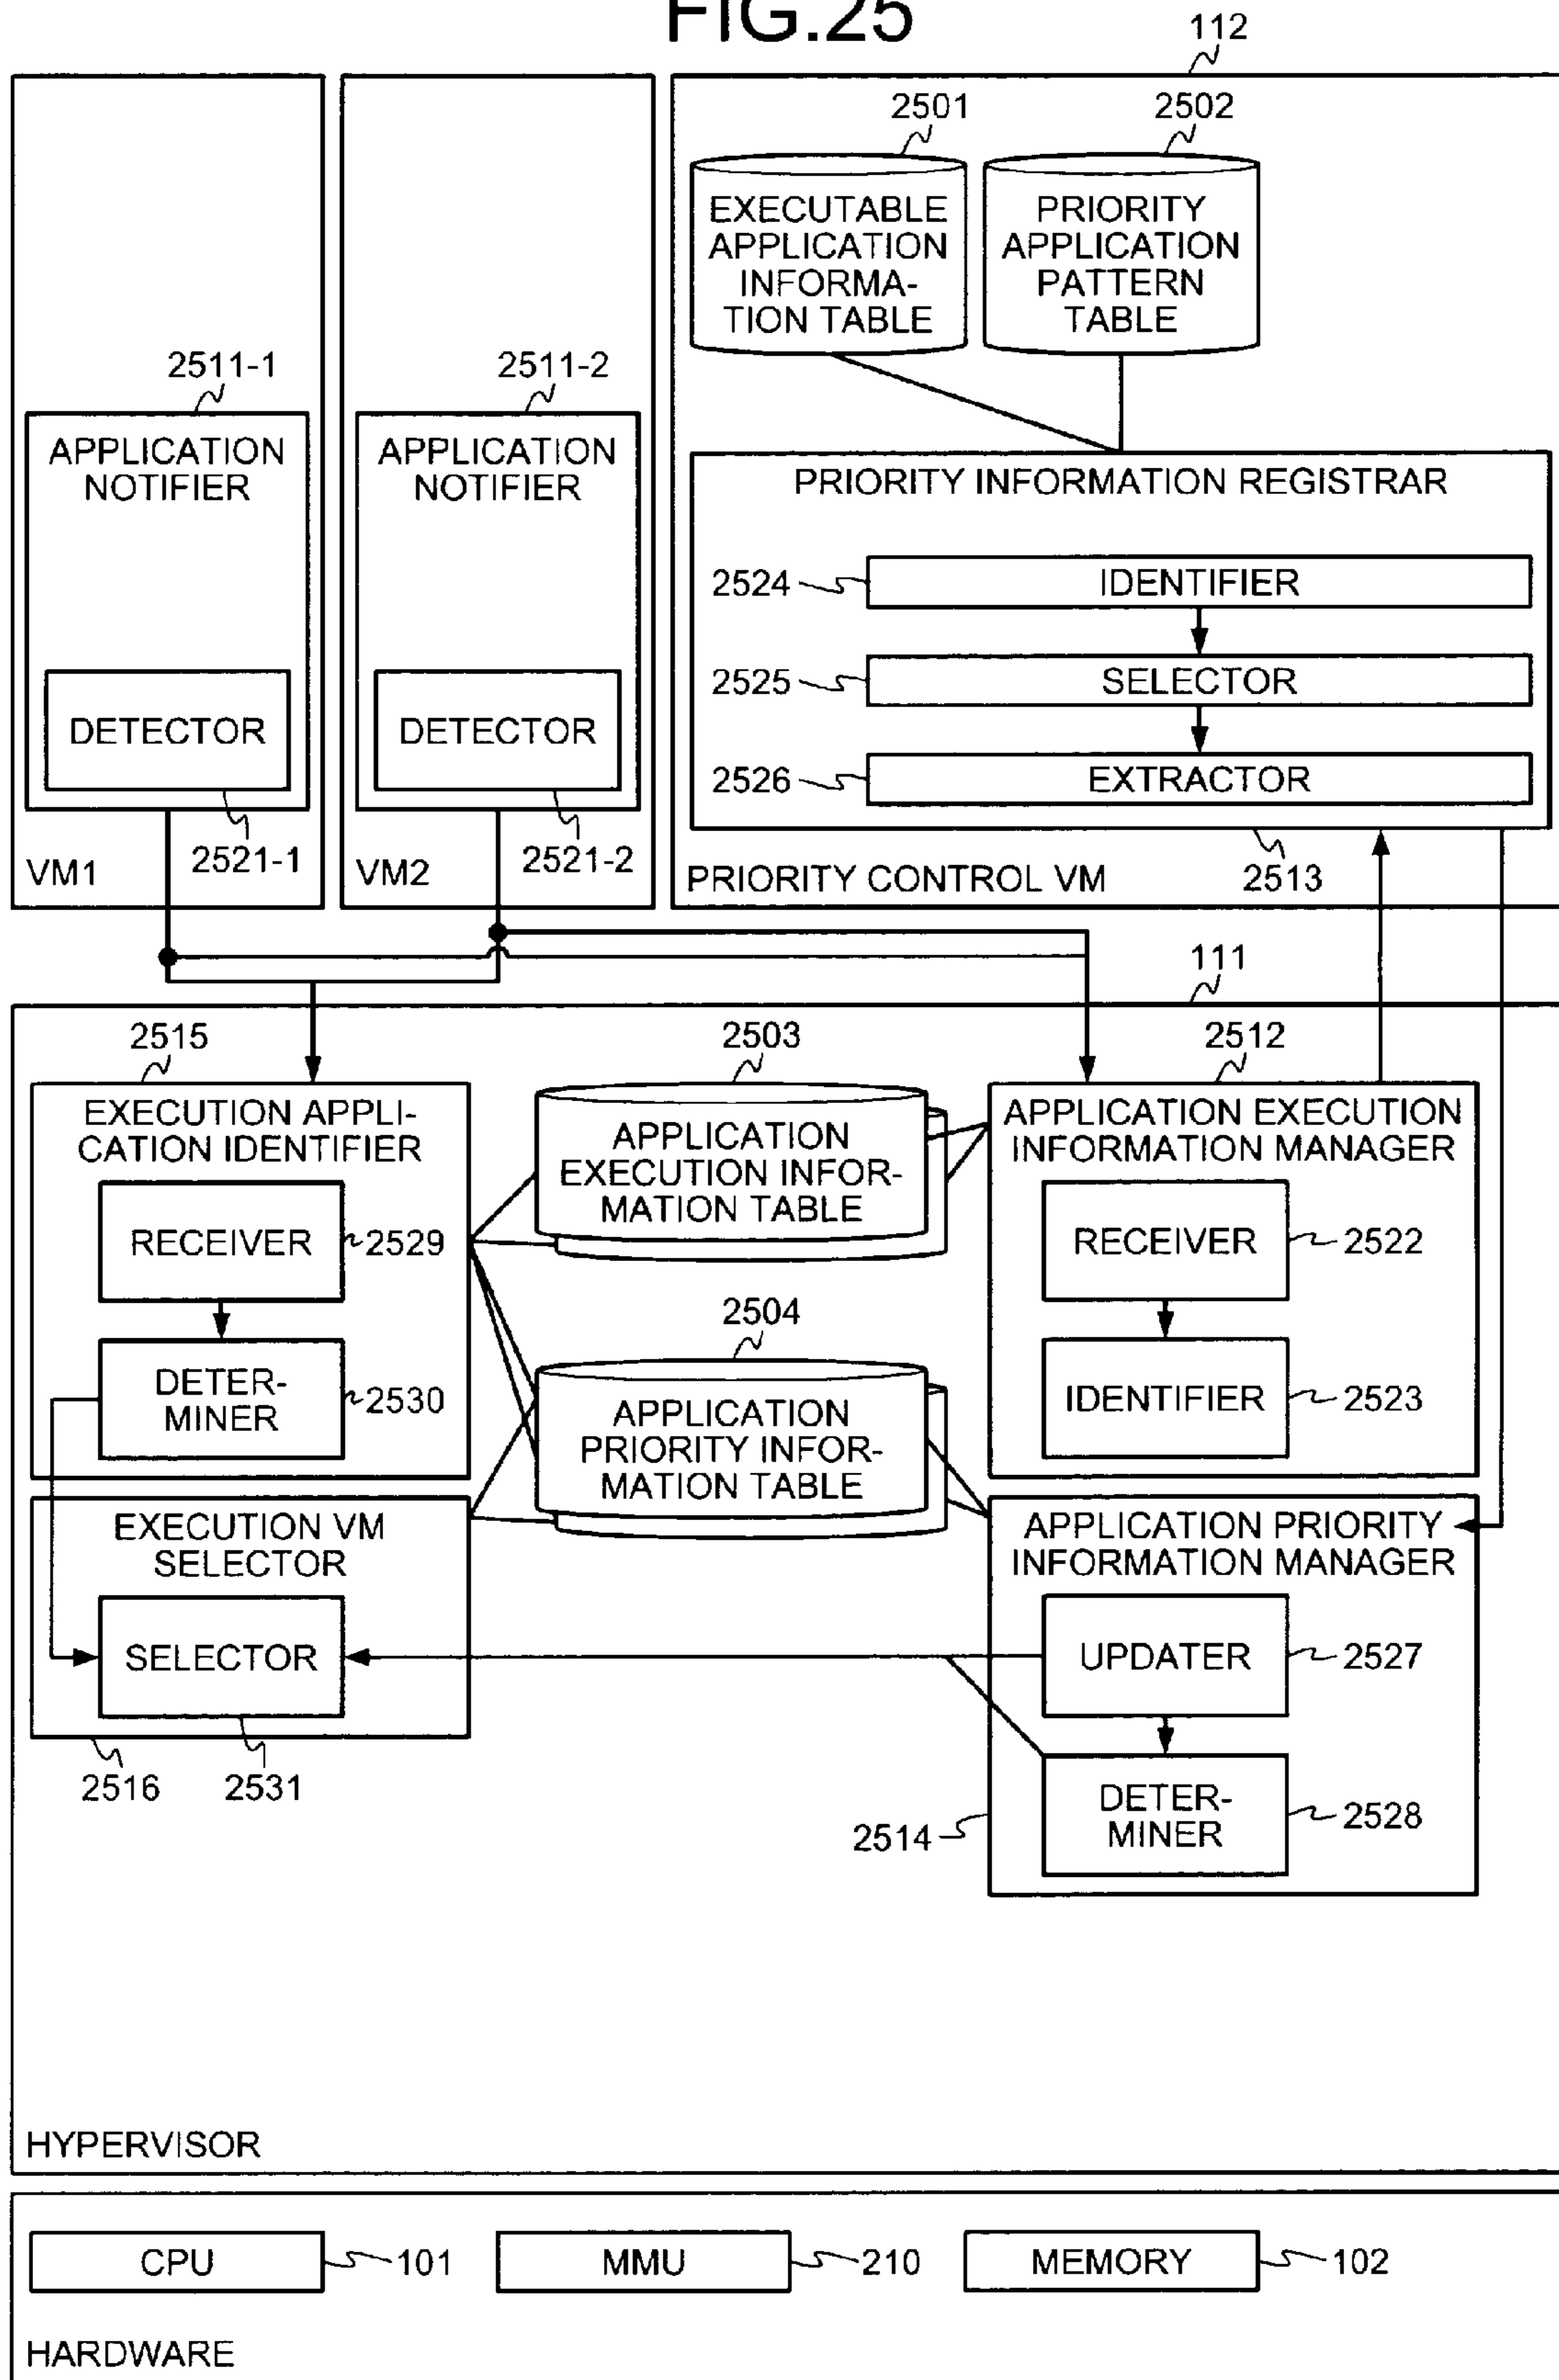 FIG.25
112
2501
2502
EXECUTABLE
APPLICATION
INFORMA-
TION TABLE
PRIORITY
APPLICATION
PATTERN
TABLE
2511-1
2511-2
APPLICATION
NOTIFIER
APPLICATION
NOTIFIER
PRIORITY INFORMATION REGISTRAR
2524
IDENTIFIER
2525
SELECTOR
2526
EXTRACTOR
DETECTOR
DETECTOR
2521-1
2521-2
2513
VM1
VM2
PRIORITY CONTROL VM
111
2515
2503
2512
EXECUTION APPLI-
CATION IDENTIFIER
APPLICATION
EXECUTION INFOR-
MATION TABLE
APPLICATION EXECUTION
INFORMATION MANAGER
RECEIVER
2529
RECEIVER
2522
2504
DETER-
MINER
2530
APPLICATION
PRIORITY INFOR-
MATION TABLE
IDENTIFIER
2523
EXECUTION VM
SELECTOR
APPLICATION PRIORITY
INFORMATION MANAGER
SELECTOR
UPDATER
2527
2516
2531
2514
DETER-
MINER
2528
HYPERVISOR
CPU
101
MMU
210
MEMORY
102
HARDWARE